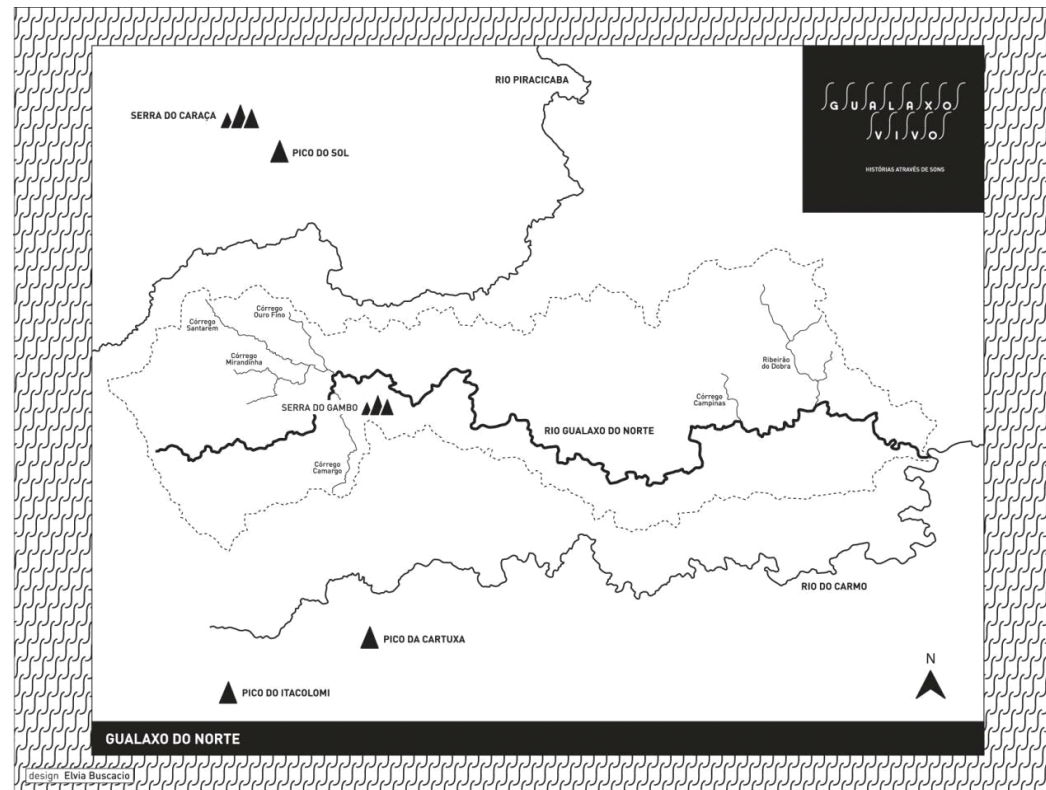 RIO PIRACICABA
SERRA DO CARAÇA
PICO DO SOL
GUALAXO
VIVO
HISTÓRIAS ATRAVÉS DE SONS
Córrego
Ouro Fino
Córrego
Santarém
Córrego
Mirandinha
Ribeirão
do Dobra
SERRA DO GAMBO
Córrego
Campinas
RIO GUALAXO DO NORTE
Córrego
Camargo
RIO DO CARMO
PICO DA CARTUXA
N
PICO DO ITACOLOMI
GUALAXO DO NORTE
design Elvia Buscacio